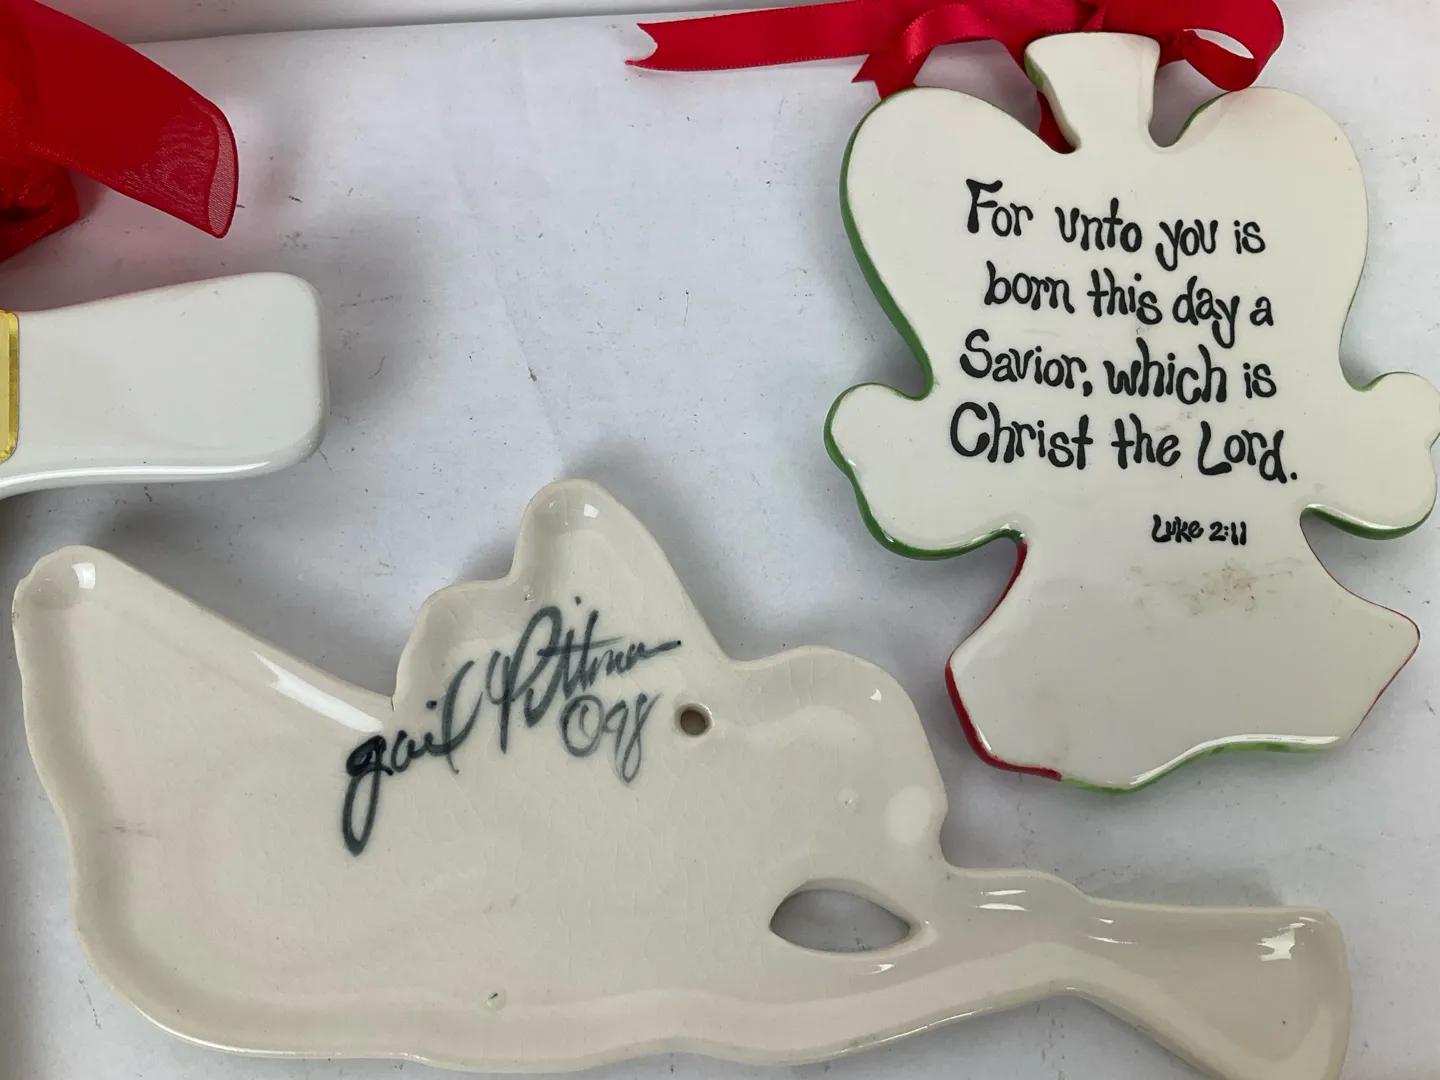 For unto you is
born this day a
Savior, which is
Christ the Lord.
Luke 2:11
gail Pittman
98